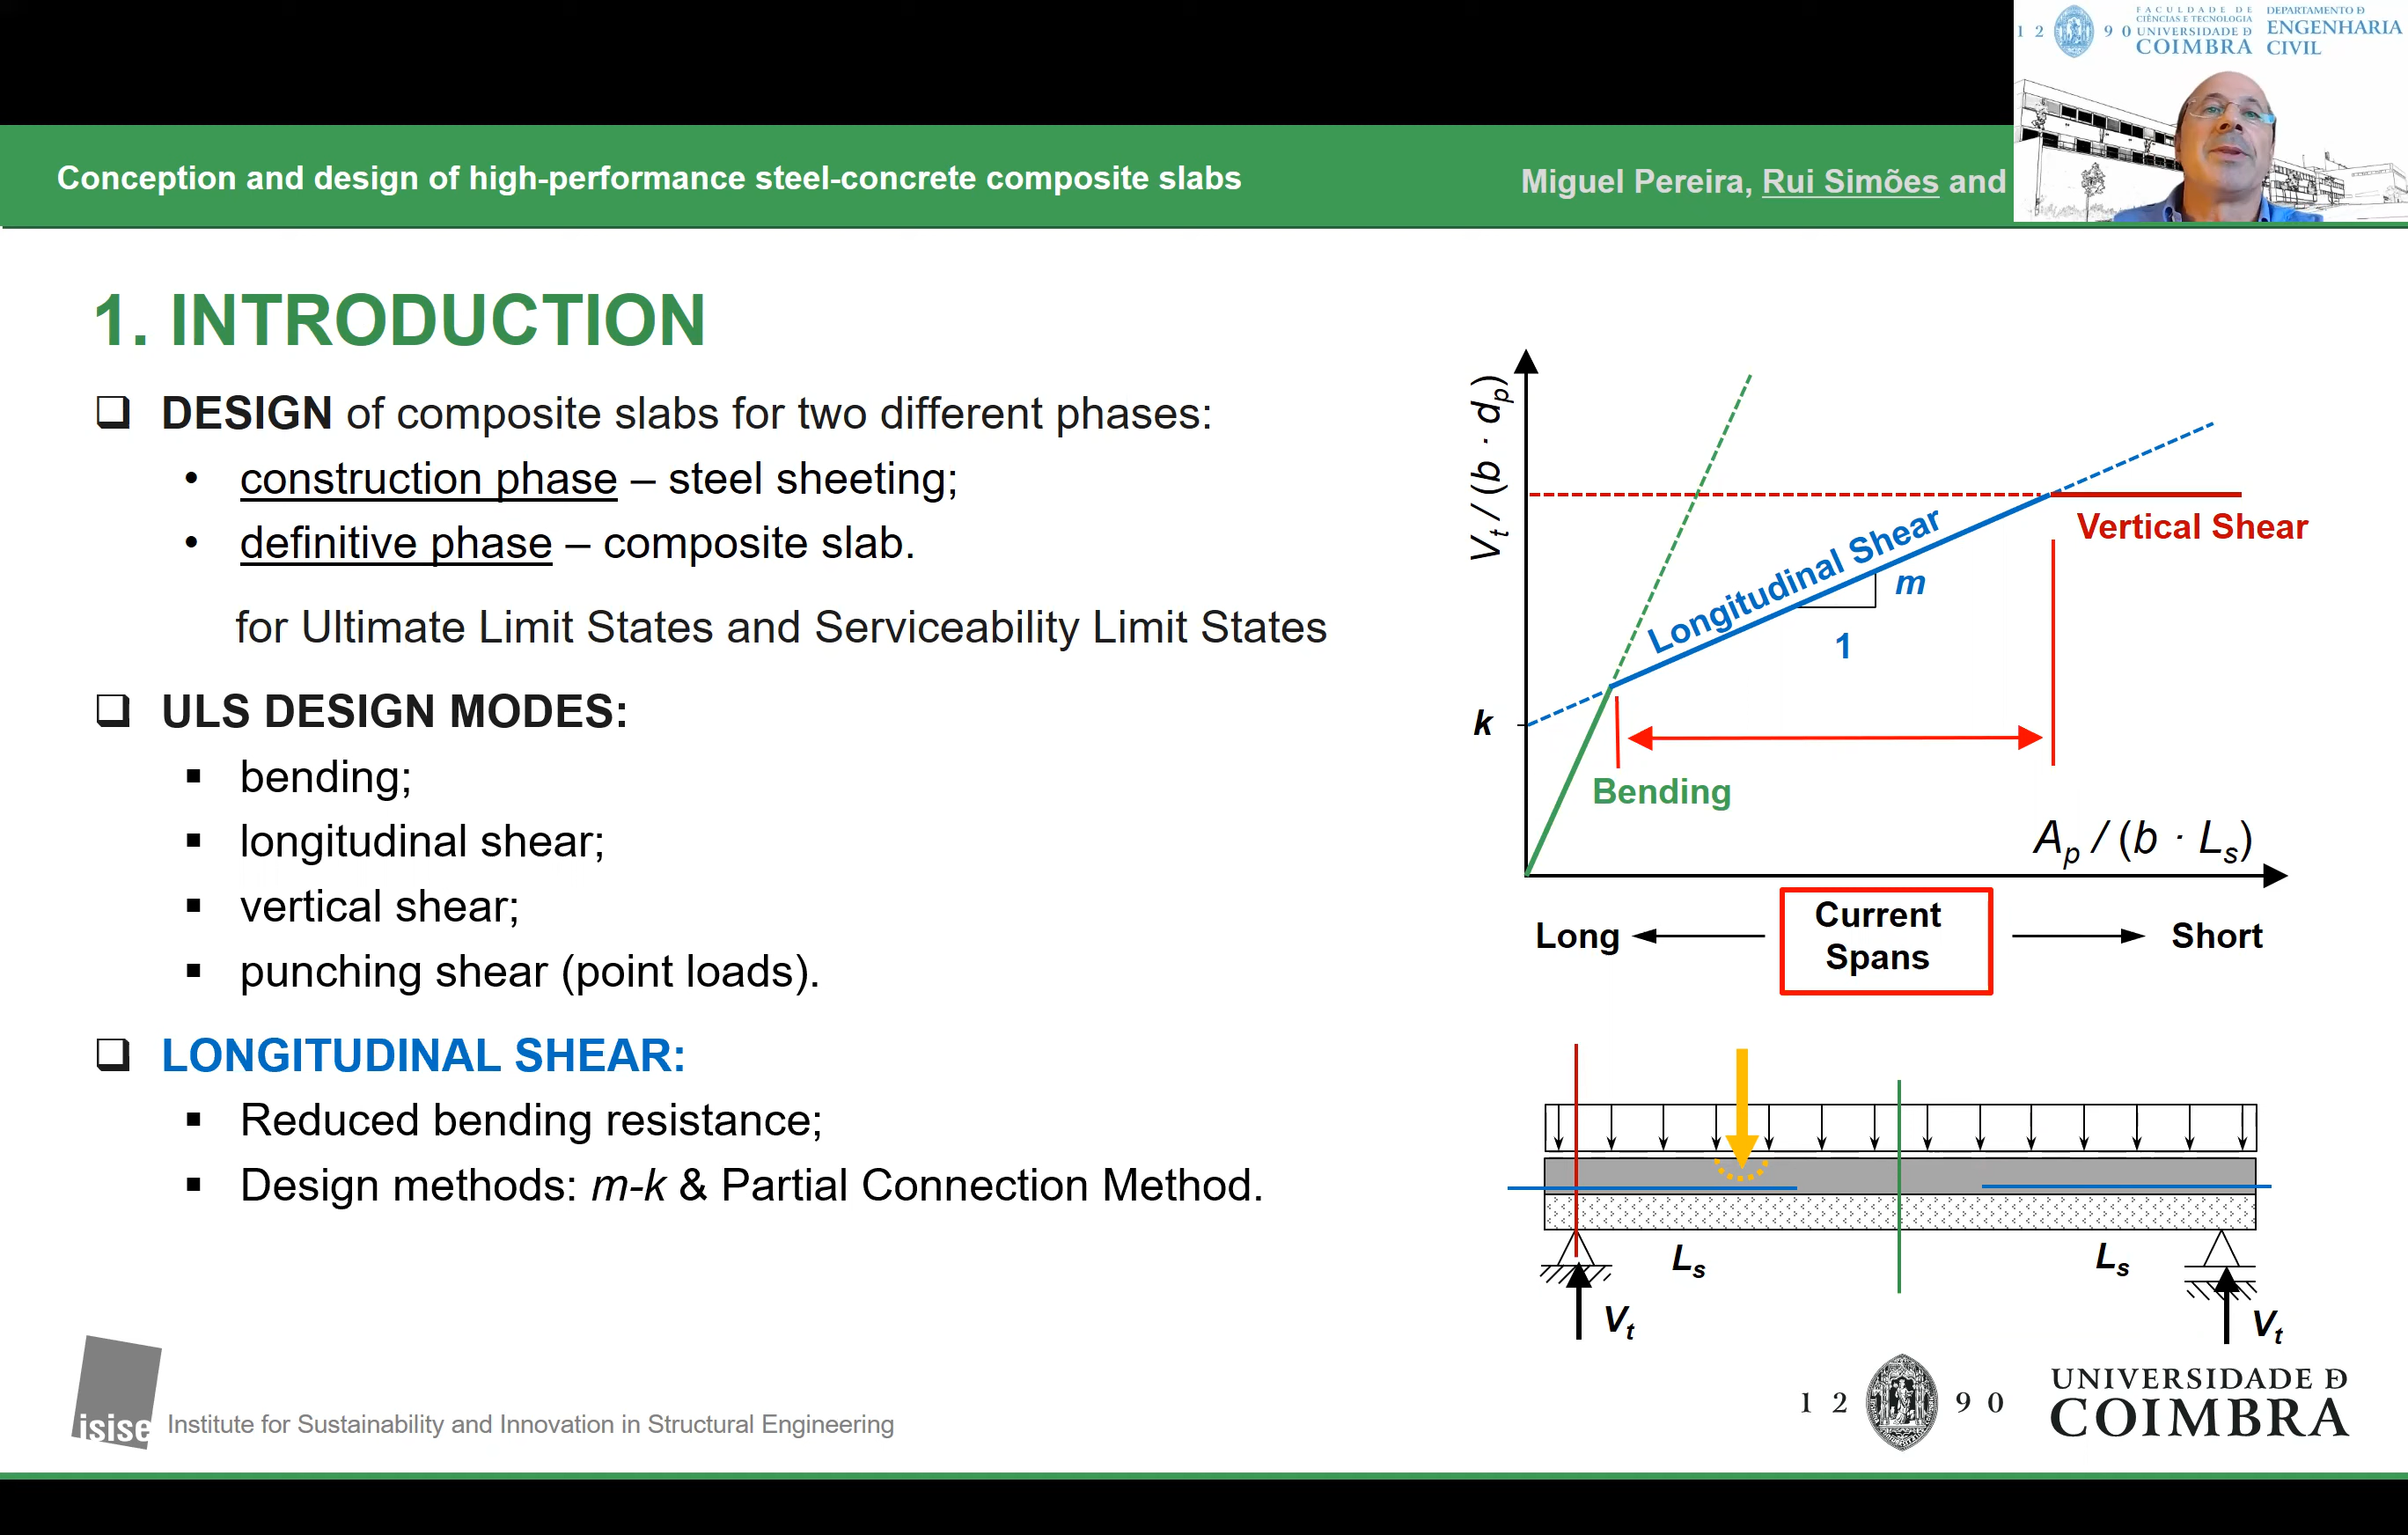 1 2 9 0
FACULDADE DE
CIÊNCIAS E TECNOLOGIA
UNIVERSIDADE Ð
COIMBRA
DEPARTAMENTO Ð
ENGENHARIA
CIVIL
Conception and design of high-performance steel-concrete composite slabs
Miguel Pereira, Rui Simões and
1. INTRODUCTION
❑ DESIGN of composite slabs for two different phases:
• construction phase – steel sheeting;
• definitive phase – composite slab.
for Ultimate Limit States and Serviceability Limit States
❑ ULS DESIGN MODES:
▪ bending;
▪ longitudinal shear;
▪ vertical shear;
▪ punching shear (point loads).
❑ LONGITUDINAL SHEAR:
▪ Reduced bending resistance;
▪ Design methods: m-k & Partial Connection Method.
Vt / (b · dp)
Vertical Shear
Longitudinal Shear
m
1
k
Bending
Ap / (b · Ls)
Long
Current
Spans
Short
Ls
Ls
Vt
Vt
isise
Institute for Sustainability and Innovation in Structural Engineering
1 2 9 0
UNIVERSIDADE Ð
COIMBRA